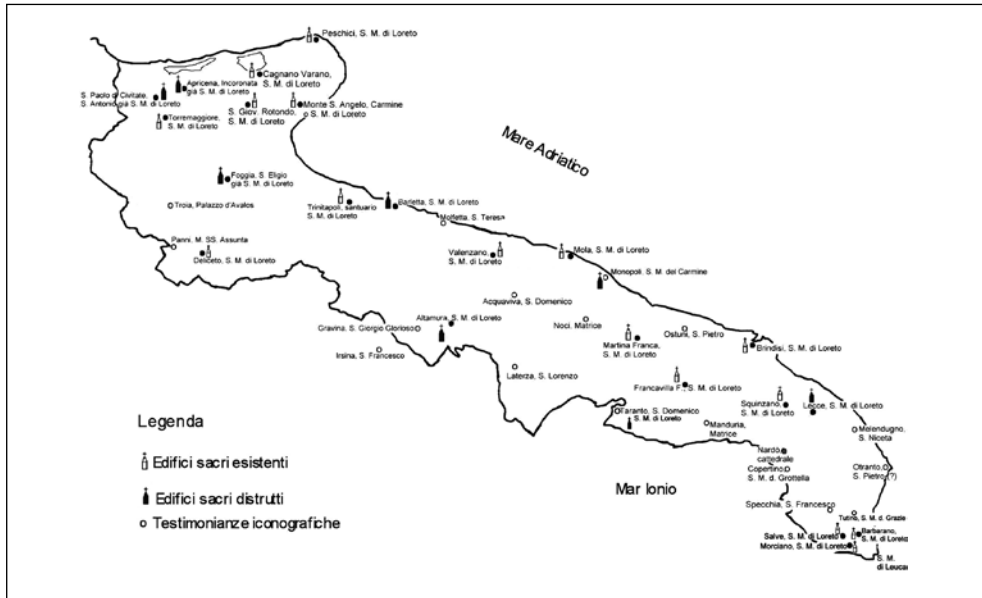 Peschici, S. M. di Loreto
Cagnano Varano,
S. M. di Loreto
Apricena, Incoronata
già S. M. di Loreto
S. Paolo di Civitate,
S. Antonio già S. M. di Loreto
S. Giov. Rotondo,
S. M. di Loreto
Monte S. Angelo, Carmine
S. M. di Loreto
Torremaggiore,
S. M. di Loreto
Mare Adriatico
Foggia, S. Eligio
già S. M. di Loreto
Troia, Palazzo d'Avalos
Trinitapoli, santuario
S. M. di Loreto
Barletta, S. M. di Loreto
Molfetta, S. Teresa
Panni, M. SS. Assunta
Deliceto, S. M. di Loreto
Valenzano,
S. M. di Loreto
Mola, S. M. di Loreto
Monopoli, S. M. del Carmine
Acquaviva, S. Domenico
Altamura, S. M. di Loreto
Gravina, S. Giorgio Glorioso
Noci, Matrice
Ostuni, S. Pietro
Irsina, S. Francesco
Martina Franca,
S. M. di Loreto
Brindisi, S. M. di Loreto
Laterza, S. Lorenzo
Francavilla F., S. M. di Loreto
Squinzano,
S. M. di Loreto
Lecce, S. M. di Loreto
Taranto, S. Domenico
S. M. di Loreto
Manduria,
Matrice
Melendugno,
S. Niceta
Nardò,
cattedrale
Copertino,
S. M. d. Grottella
Otranto,
S. Pietro (?)
Specchia, S. Francesco
Tutino, S. M. d. Grazie
Salve, S. M. di Loreto
Barbarano,
S. M. di Loreto
Morciano, S. M. di Loreto
S. M.
di Leuca
Mar Ionio
Legenda
Edifici sacri esistenti
Edifici sacri distrutti
Testimonianze iconografiche